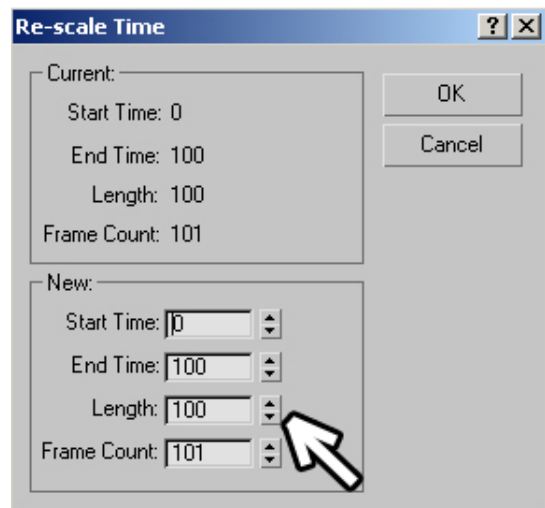 Re-scale Time
Current:
Start Time: 0
End Time: 100
Length: 100
Frame Count: 101
OK
Cancel
New:
Start Time: 0
End Time: 100
Length: 100
Frame Count: 101